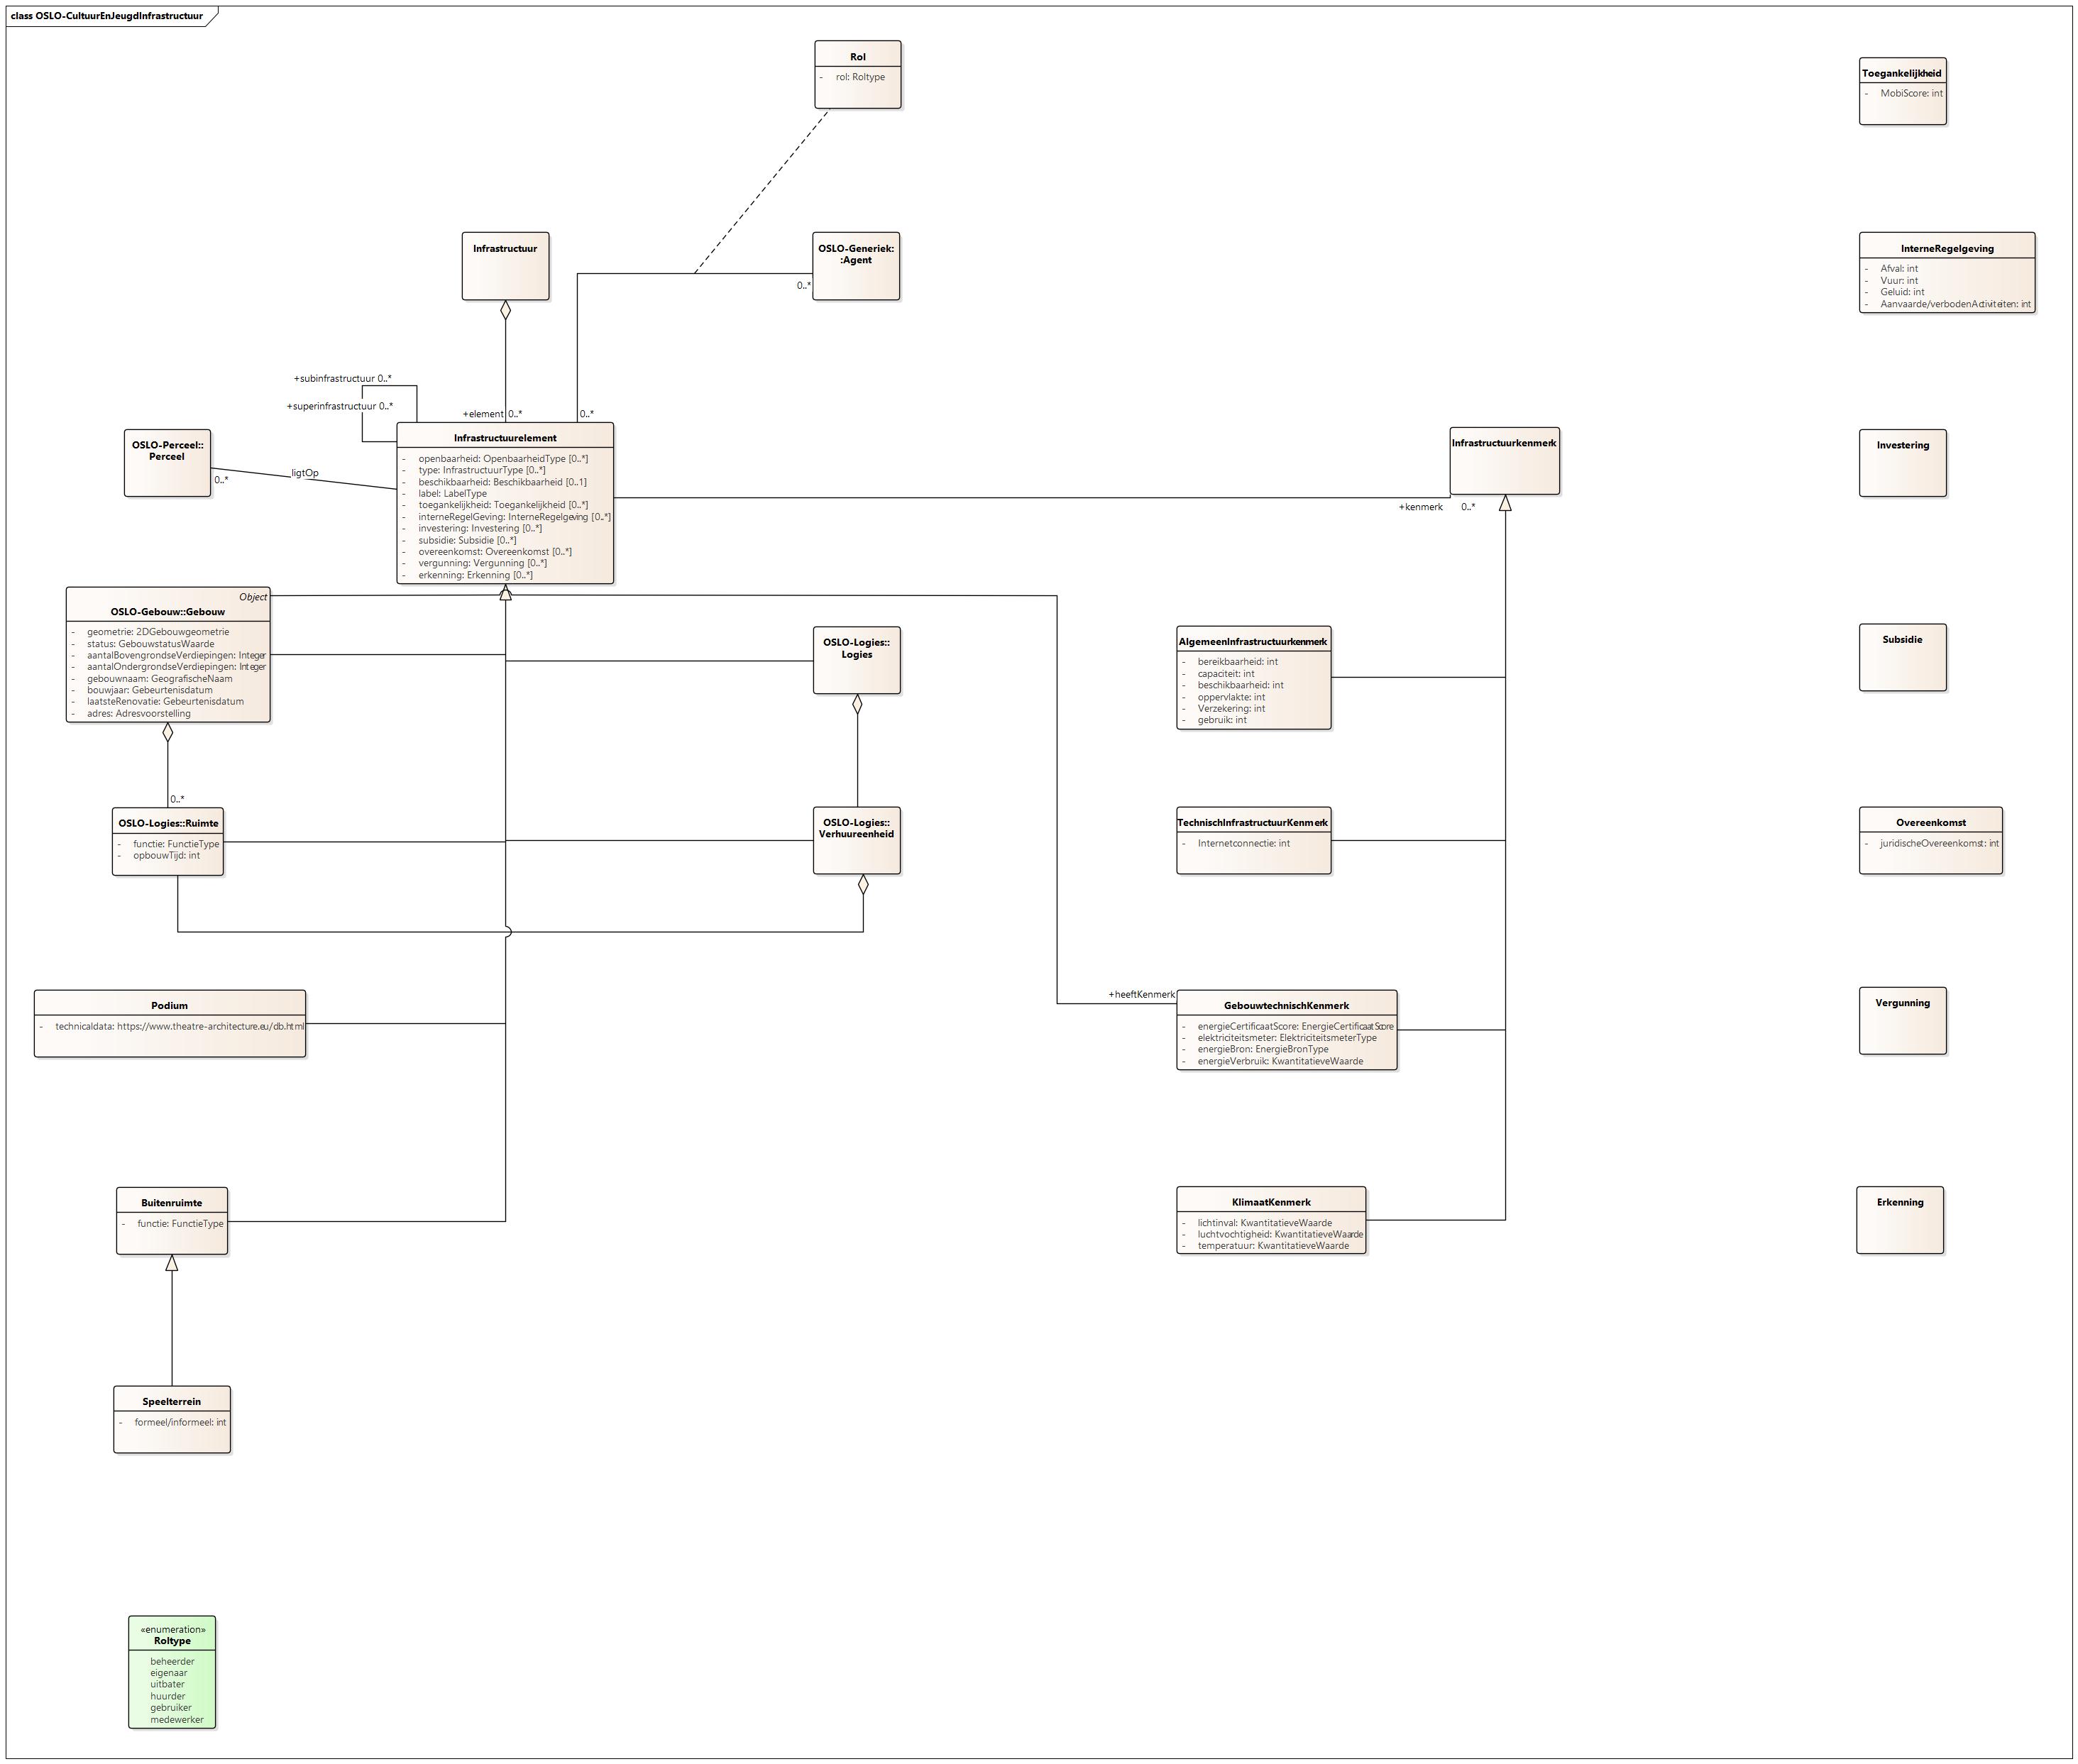 class OSLO-CultuurEnJeugdInfrastructuur
Rol
- rol: Roltype
Toegankelijkheid
- MobiScore: int
Infrastructuur
OSLO-Generiek:
:Agent
0..*
InterneRegelgeving
- Afval: int
- Vuur: int
- Geluid: int
- Aanvaarde/verbodenActiviteiten: int
+subinfrastructuur 0..*
+superinfrastructuur 0..*
+element 0..*
0..*
OSLO-Perceel::
Perceel
0..*
ligtOp
Infrastructuurelement
- openbaarheid: OpenbaarheidType [0..*]
- type: InfrastructuurType [0..*]
- beschikbaarheid: Beschikbaarheid [0..1]
- label: LabelType
- toegankelijkheid: Toegankelijkheid [0..*]
- interneRegelGeving: InterneRegelgeving [0..*]
- investering: Investering [0..*]
- subsidie: Subsidie [0..*]
- overeenkomst: Overeenkomst [0..*]
- vergunning: Vergunning [0..*]
- erkenning: Erkenning [0..*]
Infrastructuurkenmerk
+kenmerk 0..*
Investering
Object
OSLO-Gebouw::Gebouw
- geometrie: 2DGebouwgeometrie
- status: GebouwstatusWaarde
- aantalBovengrondseVerdiepingen: Integer
- aantalOndergrondseVerdiepingen: Integer
- gebouwnaam: GeografischeNaam
- bouwjaar: Gebeurtenisdatum
- laatsteRenovatie: Gebeurtenisdatum
- adres: Adresvoorstelling
OSLO-Logies::
Logies
AlgemeenInfrastructuurkenmerk
- bereikbaarheid: int
- capaciteit: int
- beschikbaarheid: int
- oppervlakte: int
- Verzekering: int
- gebruik: int
Subsidie
0..*
OSLO-Logies::Ruimte
- functie: FunctieType
- opbouwTijd: int
OSLO-Logies::
Verhuureenheid
TechnischInfrastructuurKenmerk
- Internetconnectie: int
Overeenkomst
- juridischeOvereenkomst: int
Podium
- technicaldata: https://www.theatre-architecture.eu/db.html
+heeftKenmerk
GebouwtechnischKenmerk
- energieCertificaatScore: EnergieCertificaatScore
- elektriciteitsmeter: ElektriciteitsmeterType
- energieBron: EnergieBronType
- energieVerbruik: KwantitatieveWaarde
Vergunning
Buitenruimte
- functie: FunctieType
KlimaatKenmerk
- lichtinval: KwantitatieveWaarde
- luchtvochtigheid: KwantitatieveWaarde
- temperatuur: KwantitatieveWaarde
Erkenning
Speelterrein
- formeel/informeel: int
«enumeration»
Roltype
beheerder
eigenaar
uitbater
huurder
gebruiker
medewerker